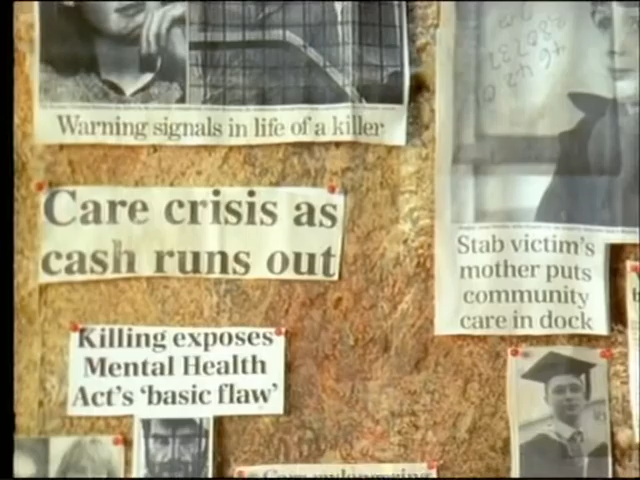 Warning signals in life of a killer
Care crisis as
cash runs out
Stab victim's
mother puts
community
care in dock
Killing exposes
Mental Health
Act's 'basic flaw'